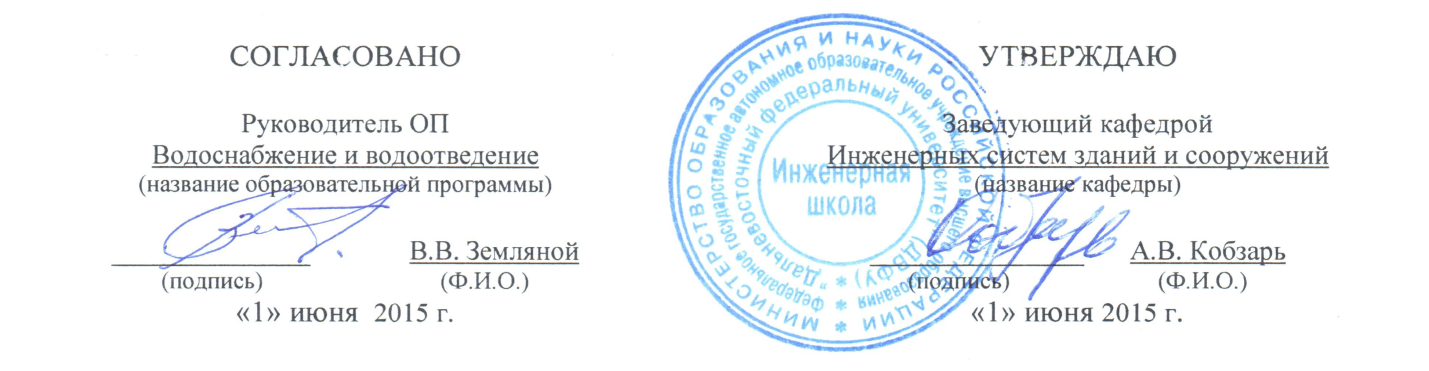 СОГЛАСОВАНО
Руководитель ОП
Водоснабжение и водоотведение
(название образовательной программы)
В.В. Земляной
(подпись) (Ф.И.О.)
«1» июня 2015 г.
МИНИСТЕРСТВО ОБРАЗОВАНИЯ И НАУКИ РОССИЙСКОЙ ФЕДЕРАЦИИ *
Федеральное государственное автономное образовательное учреждение высшего образования *
"Дальневосточный федеральный университет" (ДВФУ) *
Инженерная
школа
УТВЕРЖДАЮ
Заведующий кафедрой
Инженерных систем зданий и сооружений
(название кафедры)
А.В. Кобзарь
(подпись) (Ф.И.О.)
«1» июня 2015 г.